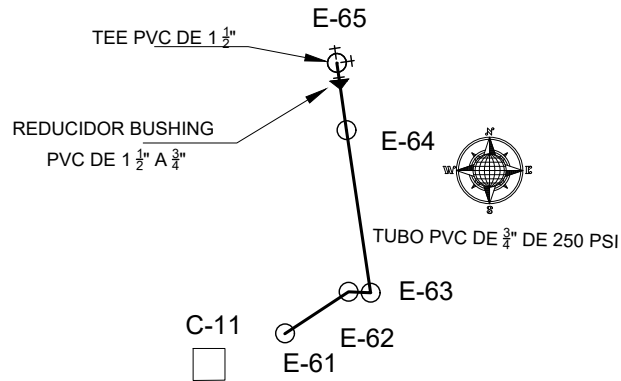 E-65
TEE PVC DE 1 1/2"
REDUCIDOR BUSHING
PVC DE 1 1/2" A 3/4"
E-64
N
W E
S
TUBO PVC DE 3/4" DE 250 PSI
E-63
E-62
C-11
E-61